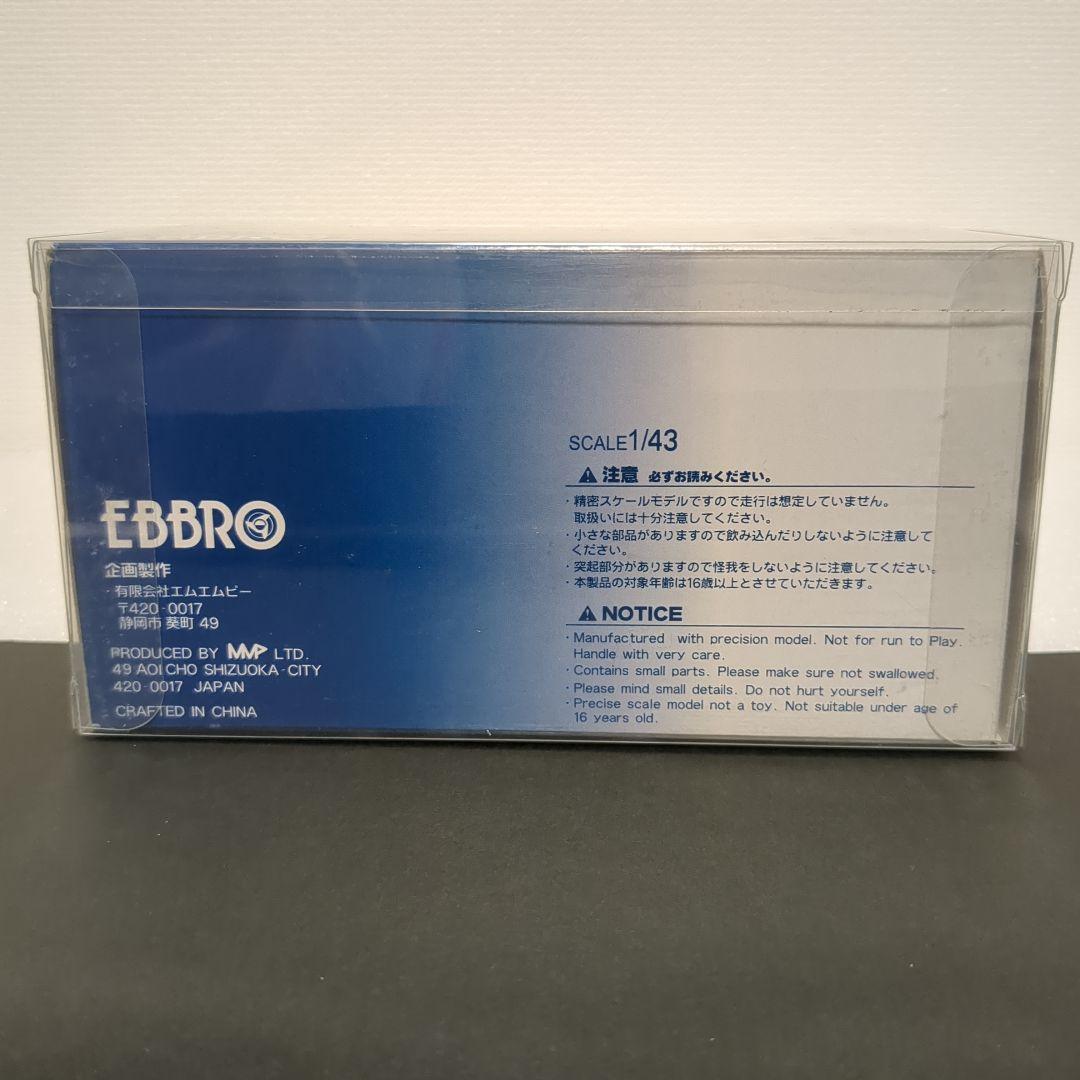 EBBRO
企画製作
有限会社エムエムピー
〒420-0017
静岡市 葵町 49
PRODUCED BY MMP LTD.
49 AOI CHO SHIZUOKA-CITY
420-0017 JAPAN
CRAFTED IN CHINA
SCALE1/43
注意 必ずお読みください。
・精密スケールモデルですので走行は想定していません。
取扱いには十分注意してください。
・小さな部品がありますので飲み込んだりしないように注意して
ください。
・突起部分がありますので怪我をしないように注意してください。
・本製品の対象年齢は16歳以上とさせていただきます。
NOTICE
・Manufactured with precision model. Not for run to Play.
Handle with very care.
・Contains small parts. Please make sure not swallowed.
・Please mind small details. Do not hurt yourself.
・Precise scale model not a toy. Not suitable under age of
16 years old.